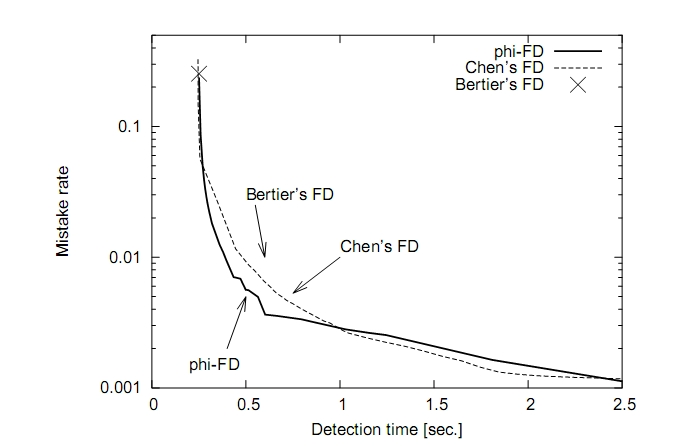 phi-FD
Chen's FD
Bertier's FD
0.1
Mistake rate
Bertier's FD
Chen's FD
0.01
phi-FD
0.001
0 0.5 1 1.5 2 2.5
Detection time [sec.]